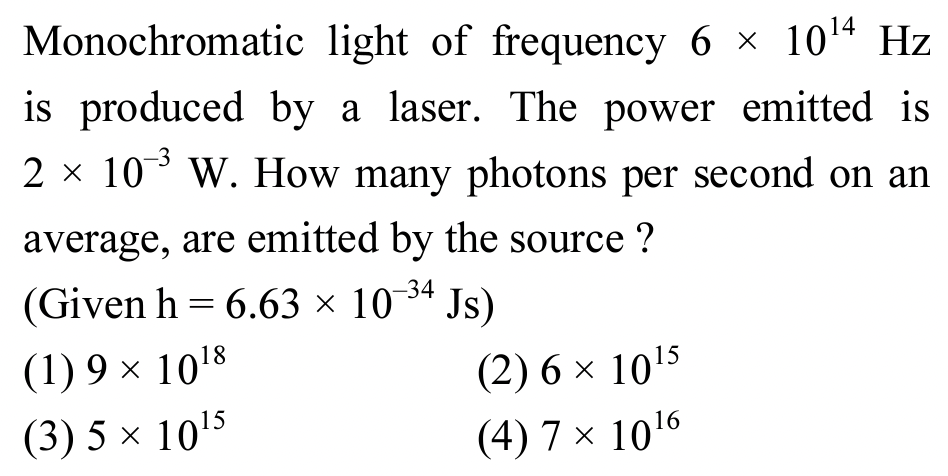 Monochromatic light of frequency 6 × 10¹⁴ Hz
is produced by a laser. The power emitted is
2 × 10⁻³ W. How many photons per second on an
average, are emitted by the source ?
(Given h = 6.63 × 10⁻³⁴ Js)
(1) 9 × 10¹⁸ (2) 6 × 10¹⁵
(3) 5 × 10¹⁵ (4) 7 × 10¹⁶